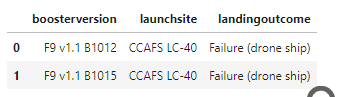 boosterversion launchsite landingoutcome
0 F9 v1.1 B1012 CCAFS LC-40 Failure (drone ship)
1 F9 v1.1 B1015 CCAFS LC-40 Failure (drone ship)